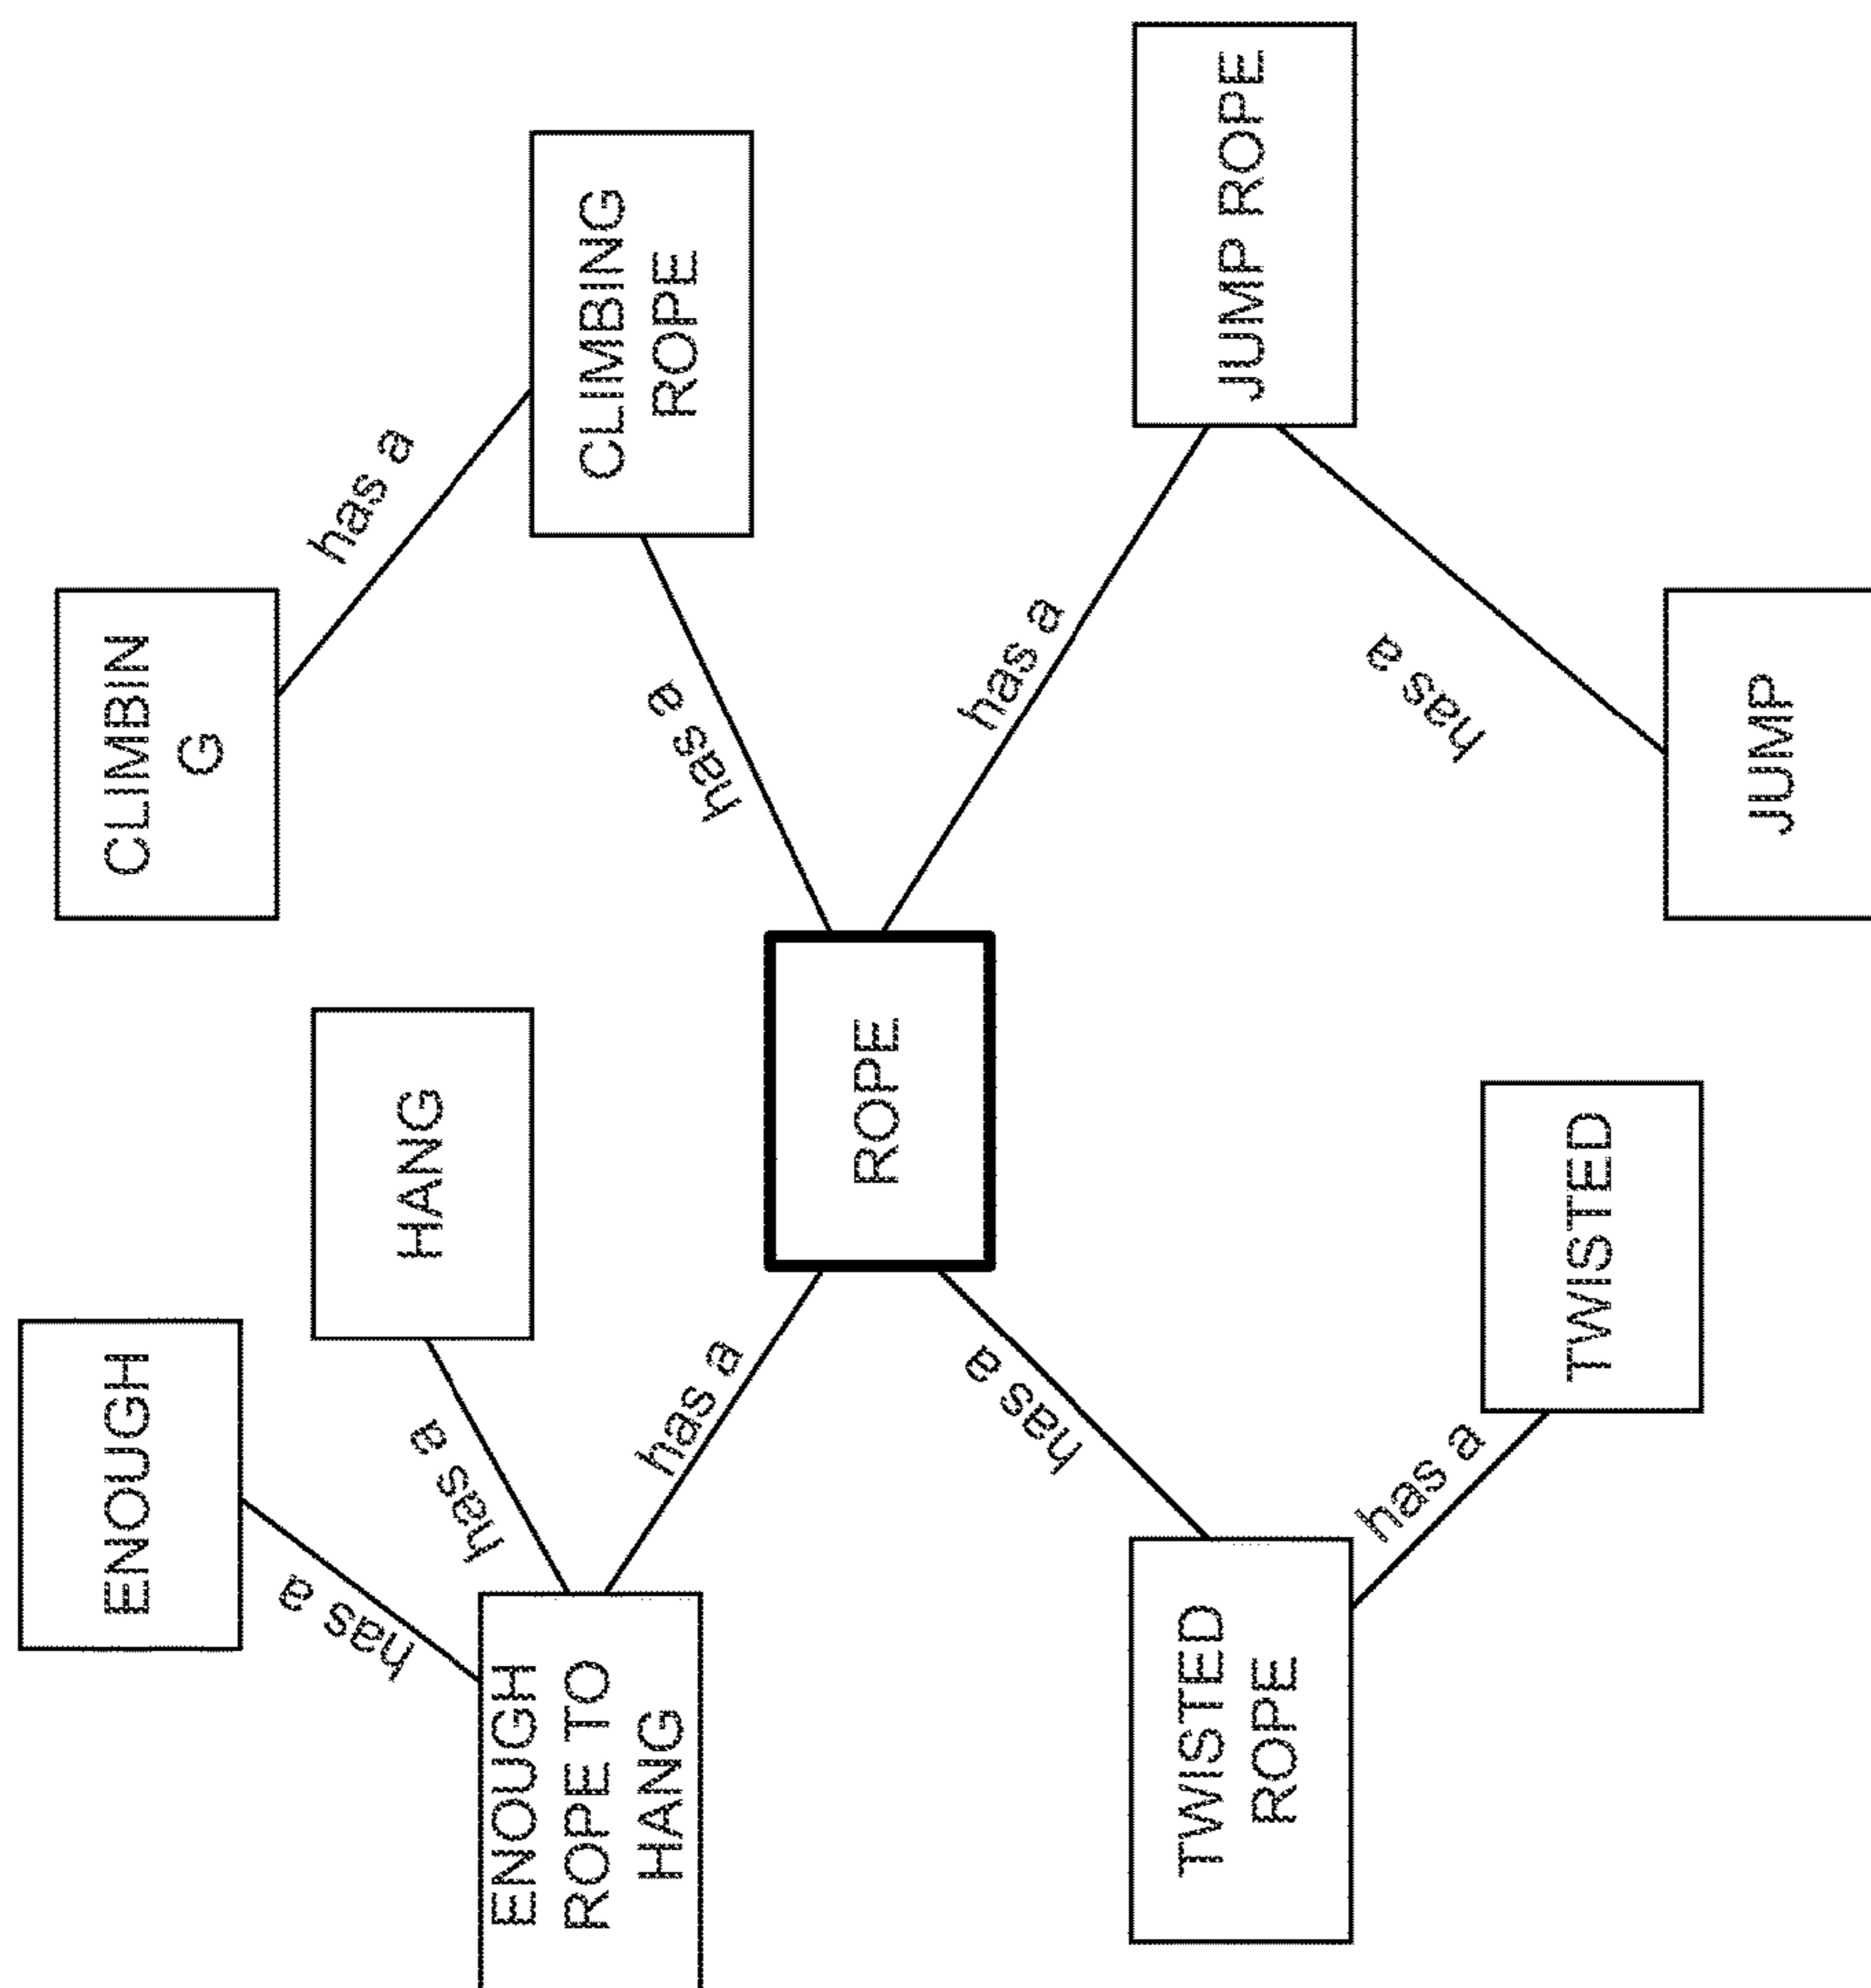 ENOUGH
CLIMBIN
G
has a
has a
HANG
has a
ENOUGH
ROPE TO
HANG
CLIMBING
ROPE
has a
has a
ROPE
has a
has a
TWISTED
ROPE
JUMP ROPE
has a
has a
TWISTED
JUMP